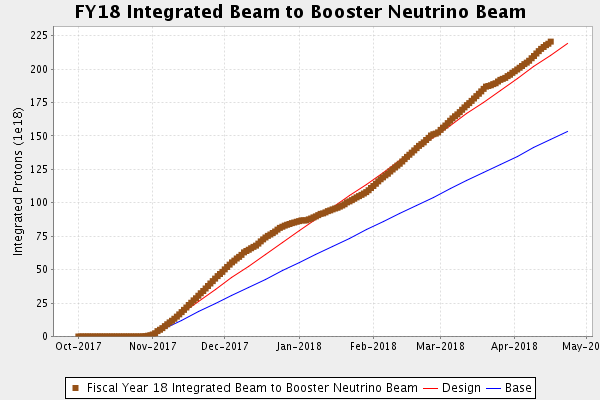 FY18 Integrated Beam to Booster Neutrino Beam
Integrated Protons (1e18)
225
200
175
150
125
100
75
50
25
0
Oct-2017 Nov-2017 Dec-2017 Jan-2018 Feb-2018 Mar-2018 Apr-2018 May-20
Fiscal Year 18 Integrated Beam to Booster Neutrino Beam Design Base